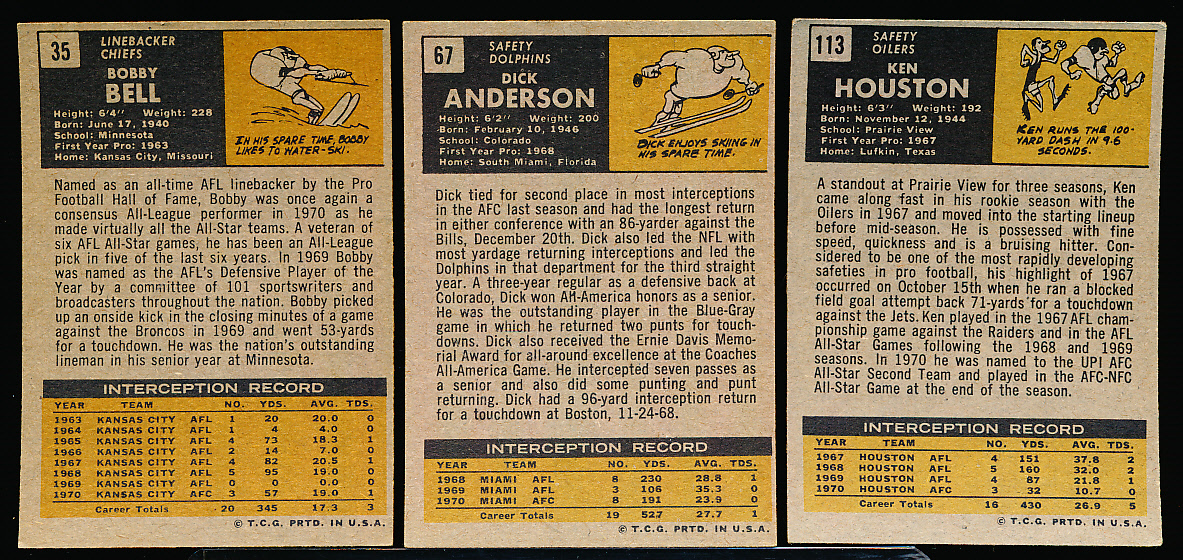 35
LINEBACKER
CHIEFS
BOBBY
BELL
Height: 6'4" Weight: 228
Born: June 17, 1940
School: Minnesota
First Year Pro: 1963
Home: Kansas City, Missouri
IN HIS SPARE TIME, BOBBY
LIKES TO WATER-SKI.
Named as an all-time AFL linebacker by the Pro
Football Hall of Fame, Bobby was once again a
consensus All-League performer in 1970 as he
made virtually all the All-Star teams. A veteran of
six AFL All-Star games, he has been an All-League
pick in five of the last six years. In 1969 Bobby
was named as the AFL's Defensive Player of the
Year by a committee of 101 sportswriters and
broadcasters throughout the nation. Bobby picked
up an onside kick in the closing minutes of a game
against the Broncos in 1969 and went 53-yards
for a touchdown. He was the nation's outstanding
lineman in his senior year at Minnesota.
INTERCEPTION RECORD
YEAR TEAM NO. YDS. AVG. TDS.
1963 KANSAS CITY AFL 1 20 20.0 0
1964 KANSAS CITY AFL 1 4 4.0 0
1965 KANSAS CITY AFL 4 73 18.3 1
1966 KANSAS CITY AFL 2 14 7.0 0
1967 KANSAS CITY AFL 4 82 20.5 1
1968 KANSAS CITY AFL 5 95 19.0 0
1969 KANSAS CITY AFL 0 0 0.0 0
1970 KANSAS CITY AFC 3 57 19.0 1
Career Totals 20 345 17.3 3
© T.C.G. PRTD. IN U.S.A.
67
SAFETY
DOLPHINS
DICK
ANDERSON
Height: 6'2" Weight: 200
Born: February 10, 1946
School: Colorado
First Year Pro: 1968
Home: South Miami, Florida
DICK ENJOYS SKIING IN
HIS SPARE TIME.
Dick tied for second place in most interceptions
in the AFC last season and had the longest return
in either conference with an 86-yarder against the
Bills, December 20th. Dick also led the NFL with
most yardage returning interceptions and led the
Dolphins in that department for the third straight
year. A three-year regular as a defensive back at
Colorado, Dick won All-America honors as a senior.
He was the outstanding player in the Blue-Gray
game in which he returned two punts for touch-
downs. Dick also received the Ernie Davis Memo-
rial Award for all-around excellence at the Coaches
All-America Game. He intercepted seven passes as
a senior and also did some punting and punt
returning. Dick had a 96-yard interception return
for a touchdown at Boston, 11-24-68.
INTERCEPTION RECORD
YEAR TEAM NO. YDS. AVG. TDS.
1968 MIAMI AFL 8 230 28.8 1
1969 MIAMI AFL 3 106 35.3 0
1970 MIAMI AFC 8 191 23.9 0
Career Totals 19 527 27.7 1
© T.C.G. PRTD. IN U.S.A.
113
SAFETY
OILERS
KEN
HOUSTON
Height: 6'3" Weight: 192
Born: November 12, 1944
School: Prairie View
First Year Pro: 1967
Home: Lufkin, Texas
KEN RUNS THE 100-
YARD DASH IN 9.6
SECONDS.
A standout at Prairie View for three seasons, Ken
came along fast in his rookie season with the
Oilers in 1967 and moved into the starting lineup
before mid-season. He is possessed with fine
speed, quickness and is a bruising hitter. Con-
sidered to be one of the most rapidly developing
safeties in pro football, his highlight of 1967
occurred on October 15th when he ran a blocked
field goal attempt back 71-yards for a touchdown
against the Jets. Ken played in the 1967 AFL cham-
pionship game against the Raiders and in the AFL
All-Star Games following the 1968 and 1969
seasons. In 1970 he was named to the UPI AFC
All-Star Second Team and played in the AFC-NFC
All-Star Game at the end of the season.
INTERCEPTION RECORD
YEAR TEAM NO. YDS. AVG. TDS.
1967 HOUSTON AFL 4 151 37.8 2
1968 HOUSTON AFL 5 160 32.0 2
1969 HOUSTON AFL 4 87 21.8 1
1970 HOUSTON AFC 3 32 10.7 0
Career Totals 16 430 26.9 5
© T.C.G. PRTD. IN U.S.A.